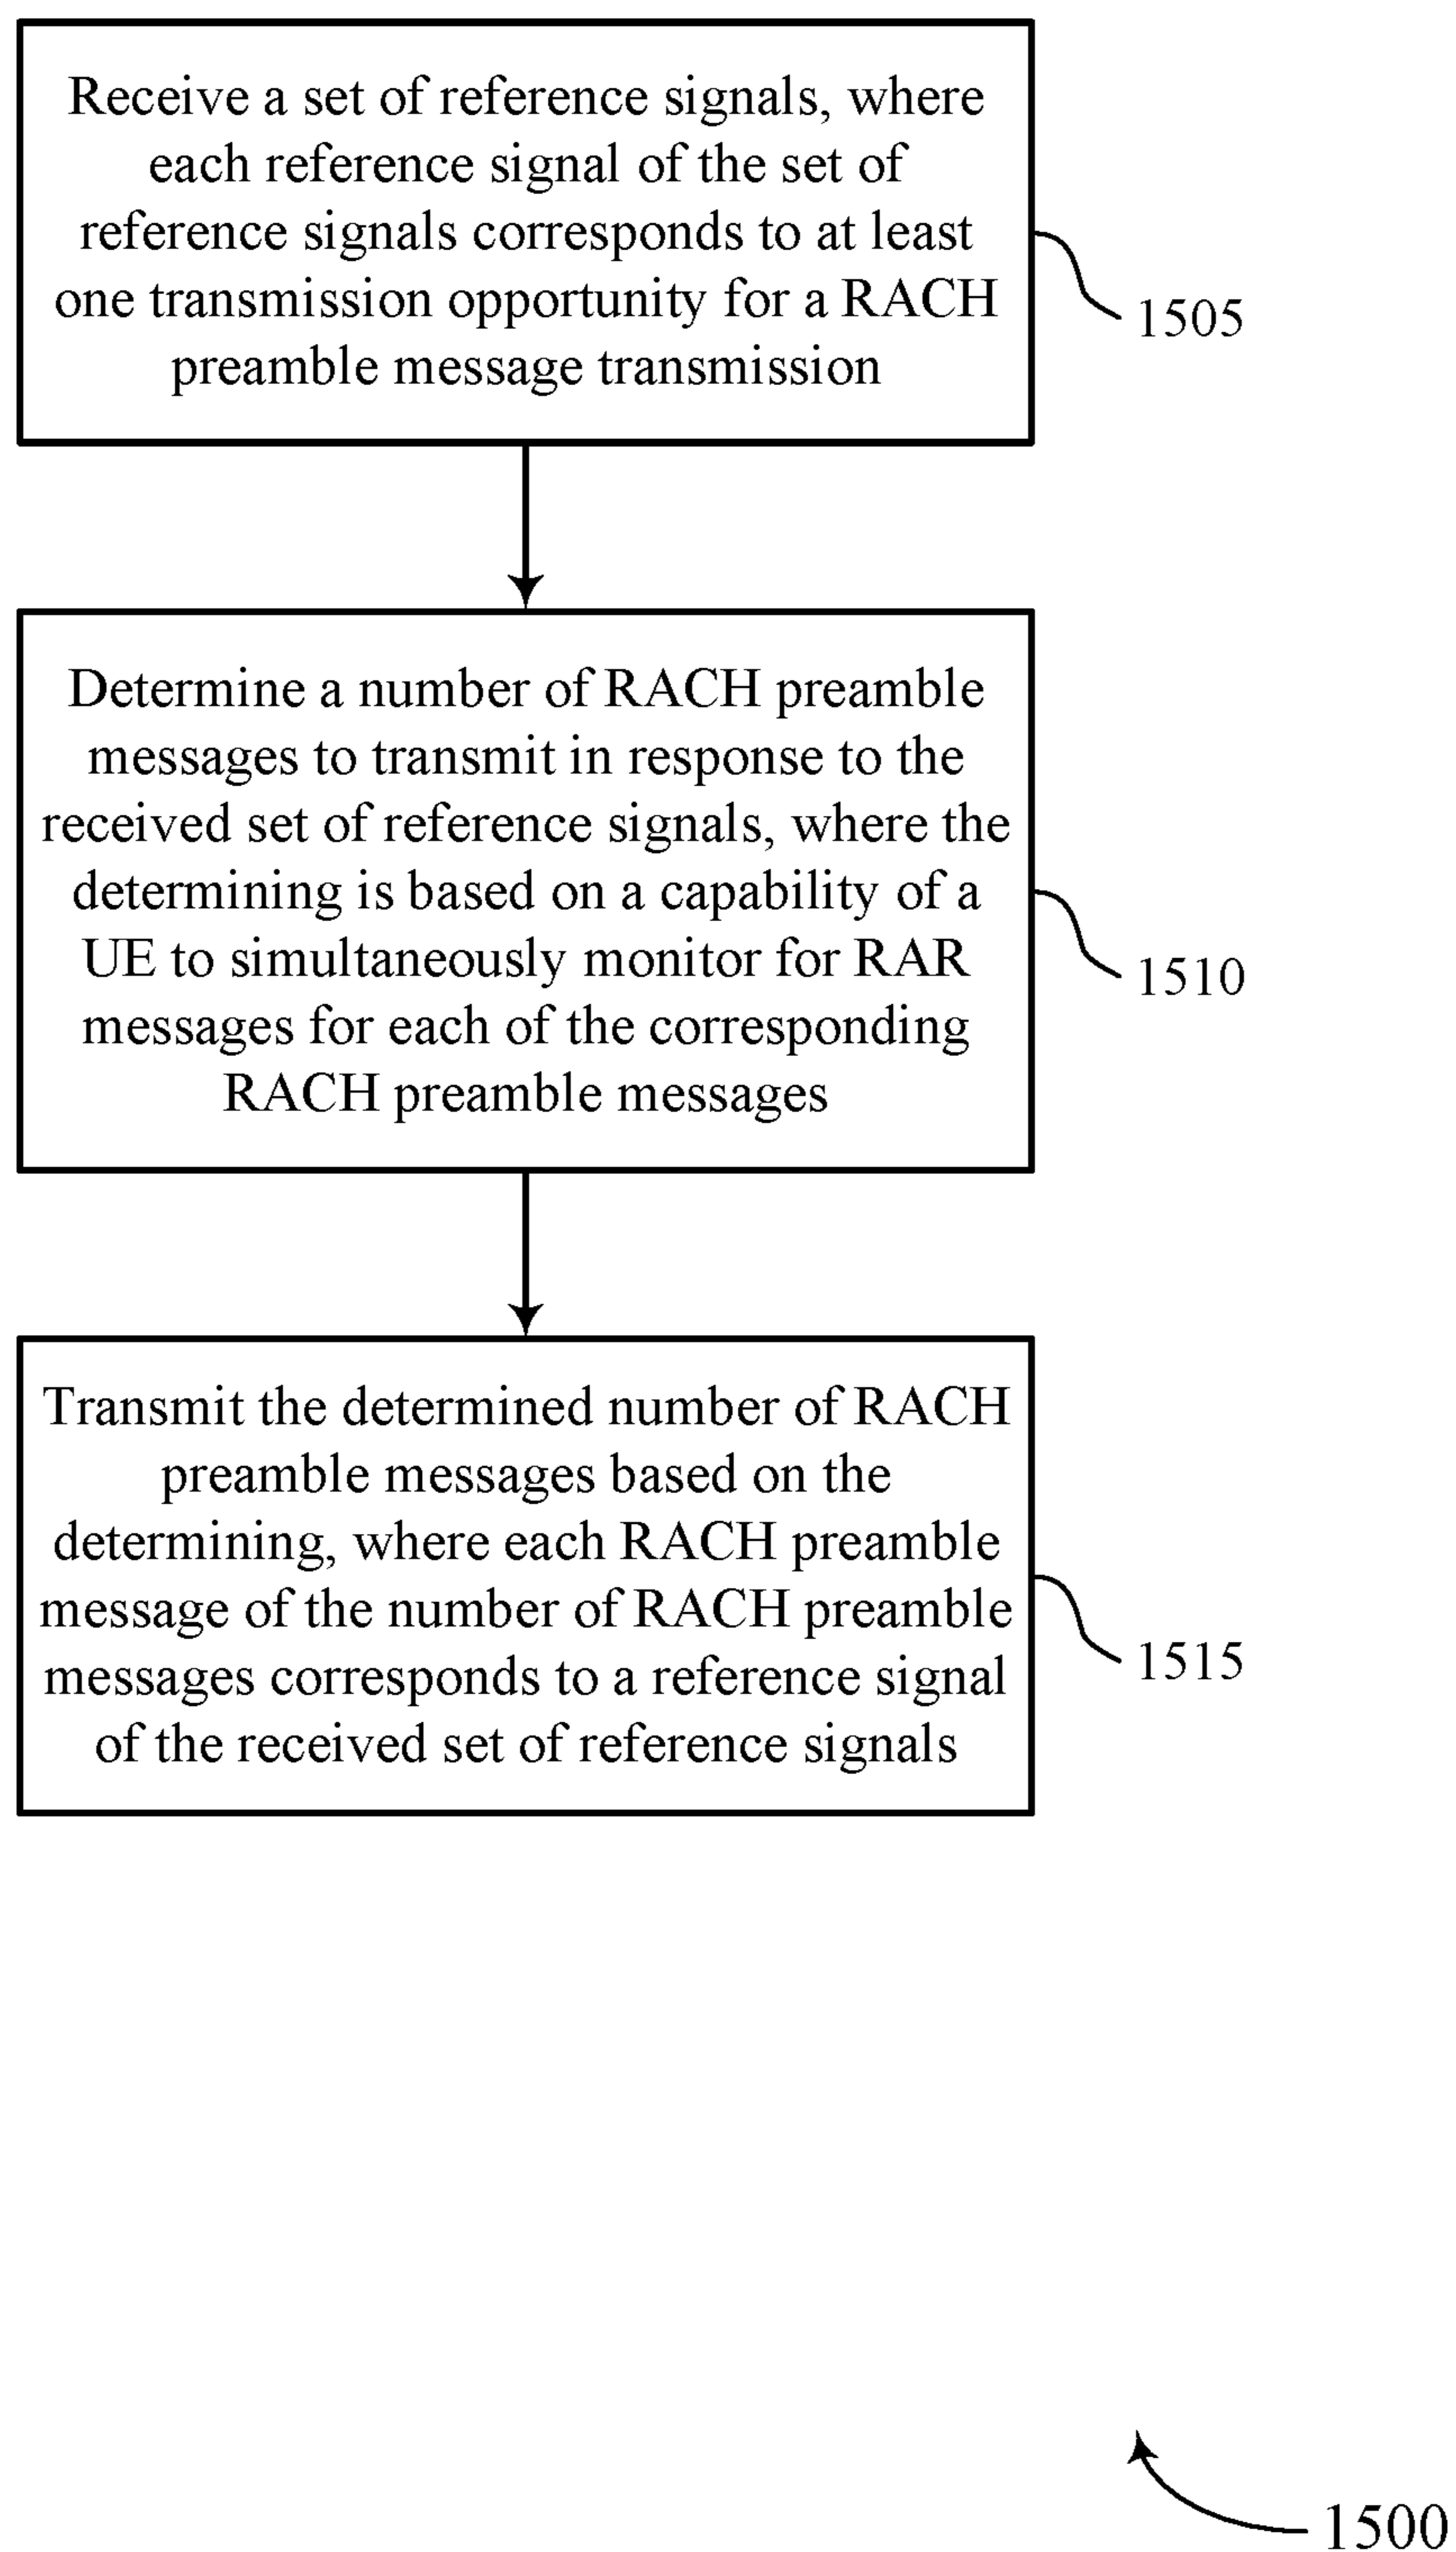 Receive a set of reference signals, where
each reference signal of the set of
reference signals corresponds to at least
one transmission opportunity for a RACH
preamble message transmission
1505
Determine a number of RACH preamble
messages to transmit in response to the
received set of reference signals, where the
determining is based on a capability of a
UE to simultaneously monitor for RAR
messages for each of the corresponding
RACH preamble messages
1510
Transmit the determined number of RACH
preamble messages based on the
determining, where each RACH preamble
message of the number of RACH preamble
messages corresponds to a reference signal
of the received set of reference signals
1515
1500